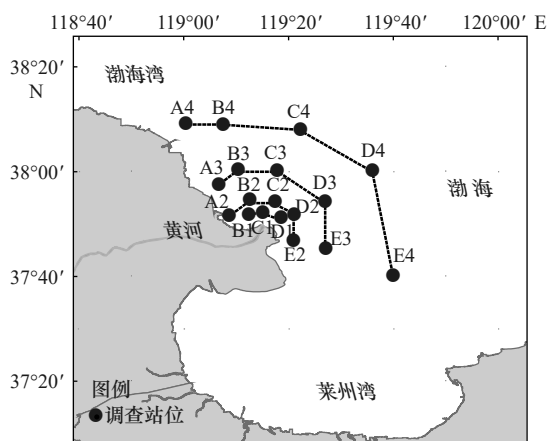 118°40′ 119°00′ 119°20′ 119°40′ 120°00′ E
38°20′
N
渤海湾
A4 B4 C4
D4
38°00′
A3 B3 C3
D3
渤海
A2 B2 C2 D2
黄河
B1 C1 D1
E2 E3
E4
37°40′
37°20′
图例
莱州湾
调查站位